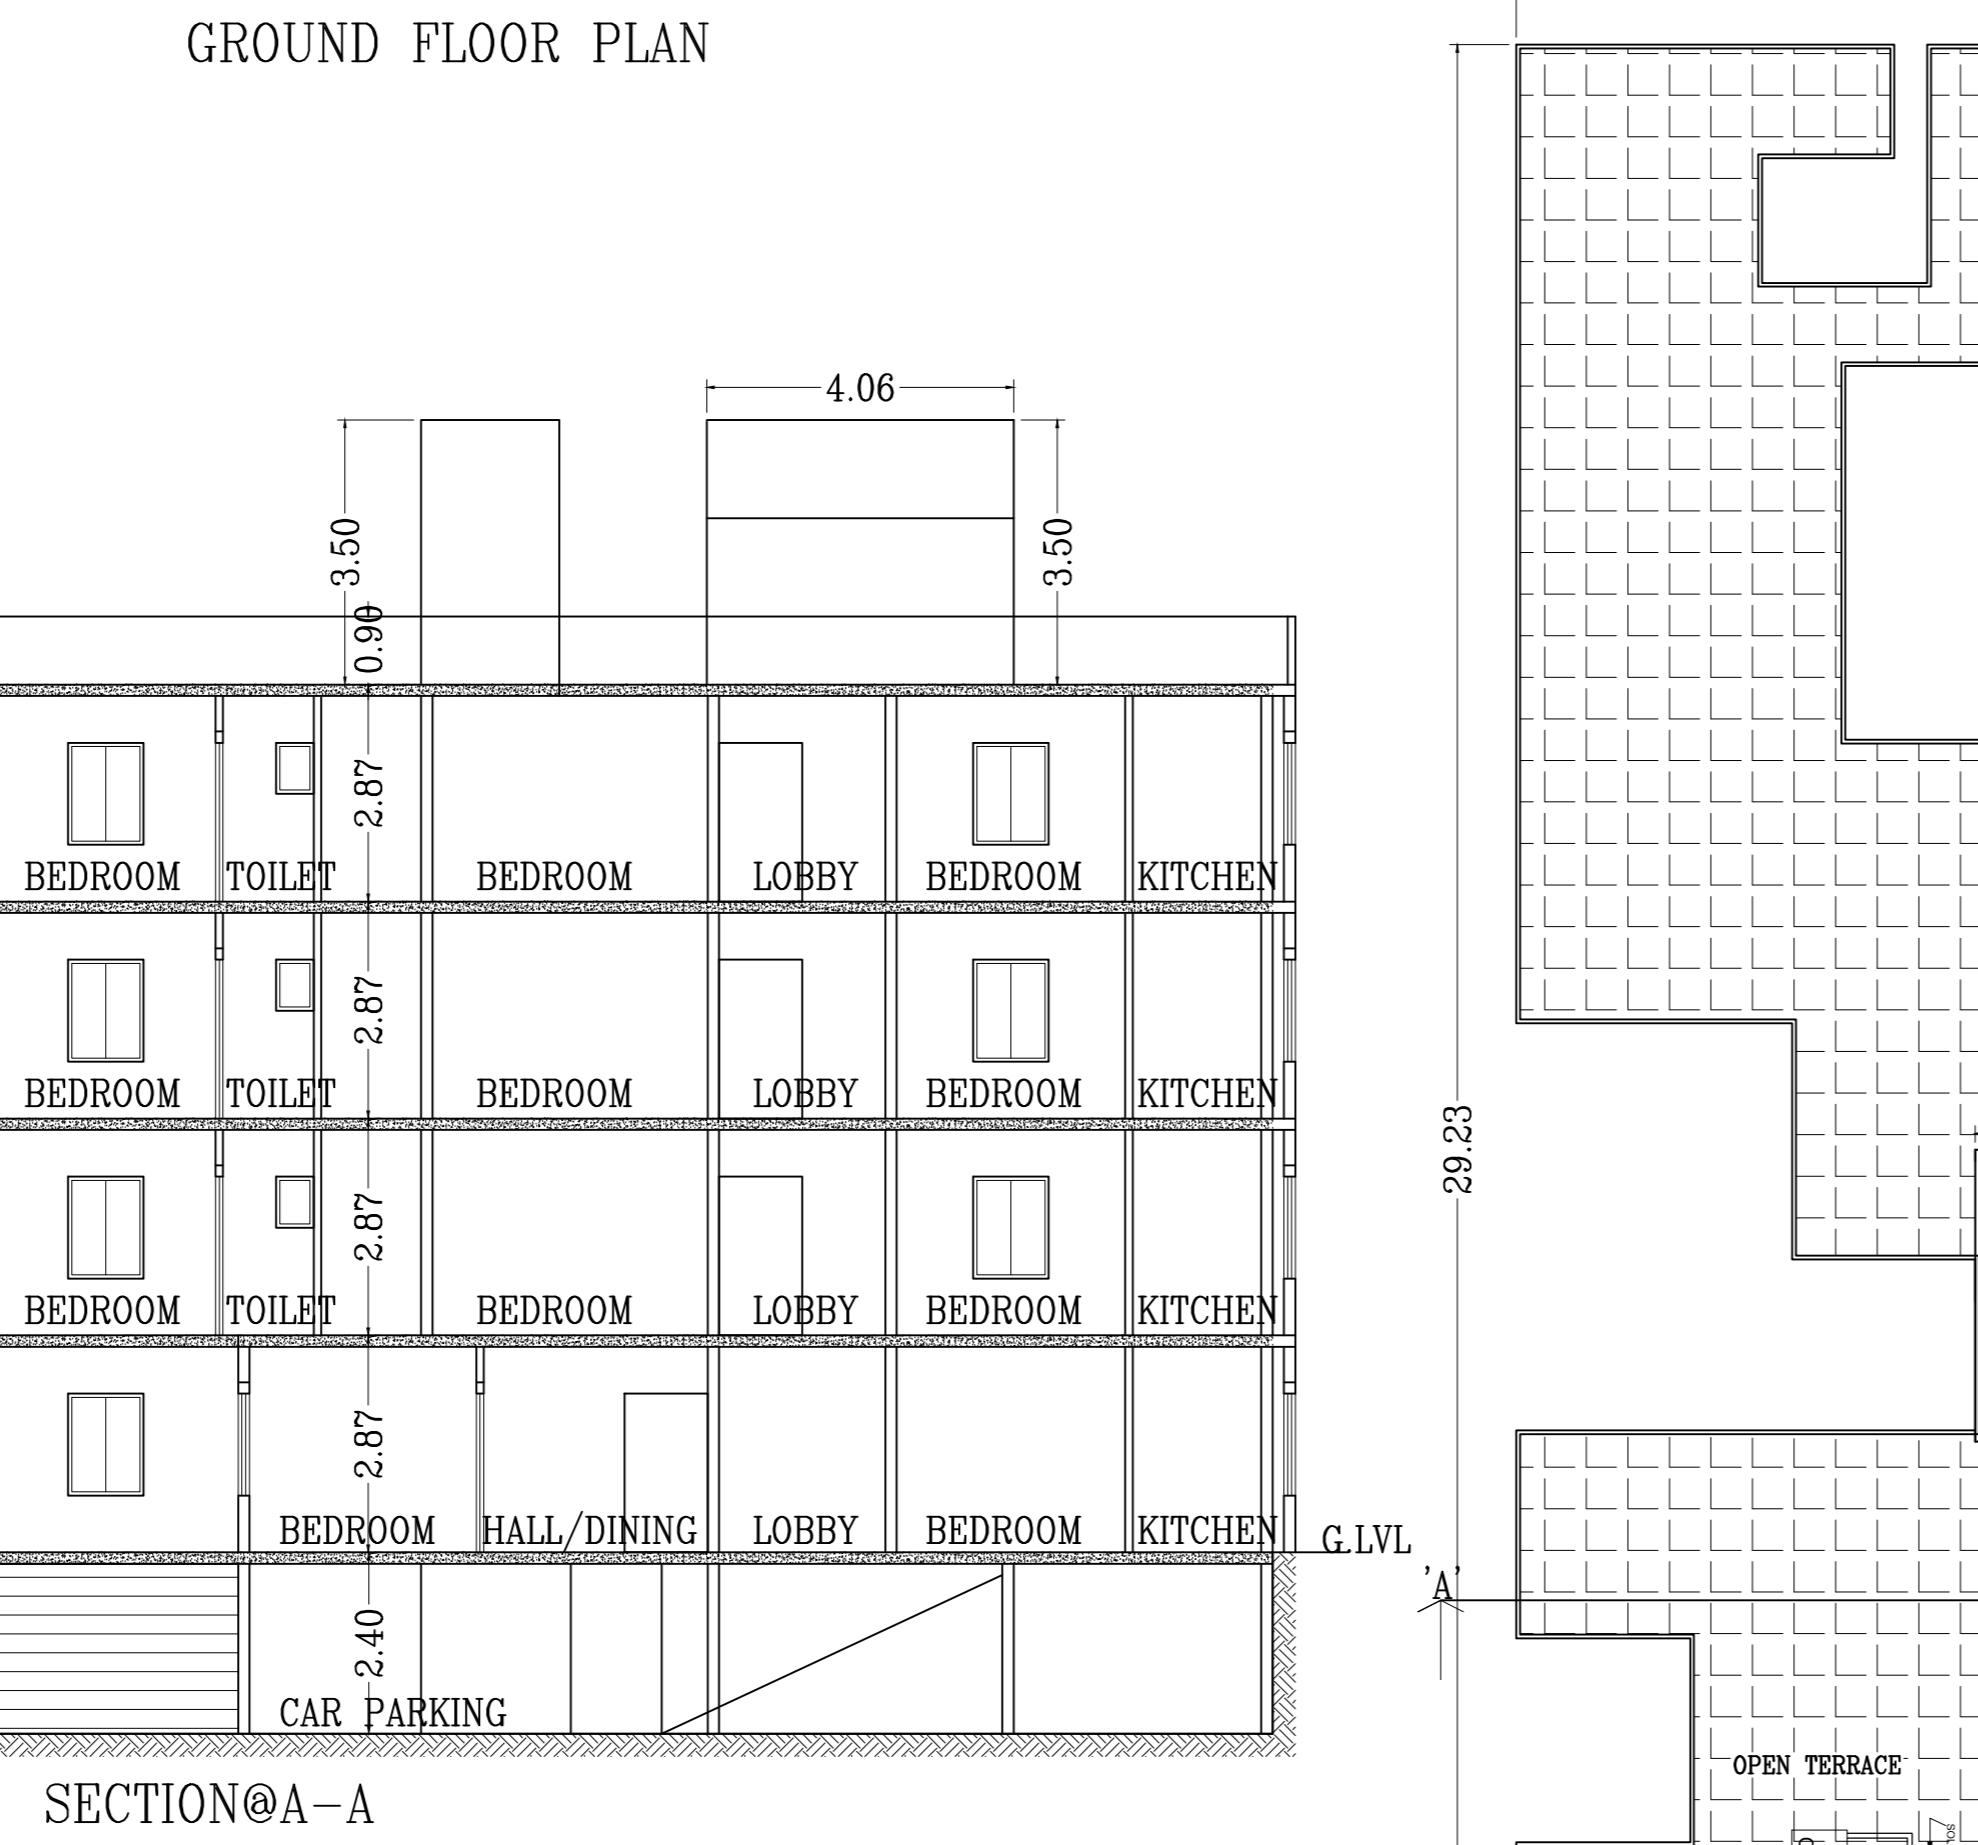 GROUND FLOOR PLAN
4.06
3.50
3.50
0.90
2.87
BEDROOM TOILET BEDROOM LOBBY BEDROOM KITCHEN
2.87
BEDROOM TOILET BEDROOM LOBBY BEDROOM KITCHEN
2.87
BEDROOM TOILET BEDROOM LOBBY BEDROOM KITCHEN
2.87
BEDROOM HALL/DINING LOBBY BEDROOM KITCHEN
G.LVL
2.40
CAR PARKING
SECTION@A-A
29.23
'A'
OPEN TERRACE